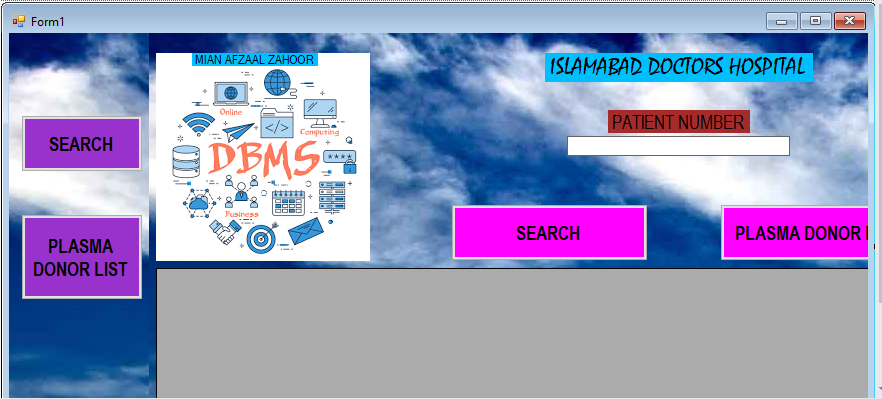 Form1
SEARCH
PLASMA
DONOR LIST
MIAN AFZAAL ZAHOOR
Online
</>
Computing
DBMS
****
Business
ISLAMABAD DOCTORS HOSPITAL
PATIENT NUMBER
SEARCH
PLASMA DONOR